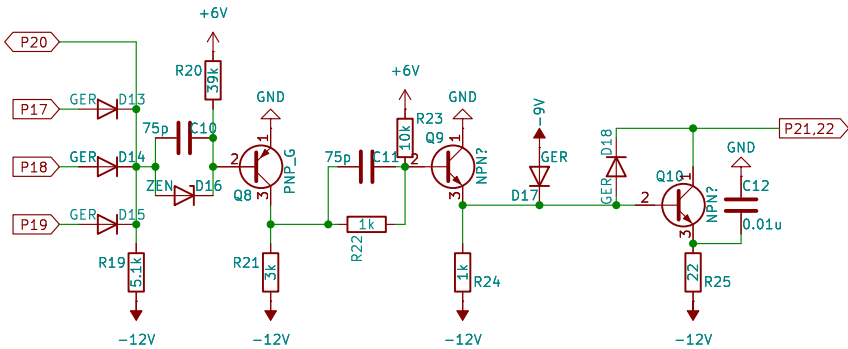 +6V
P20
R20
39k
+6V
GND
GND
-9V
P17
GER
D13
75p
C10
R23
10k
Q9
D18
P21,22
GND
P18
GER
D14
1
2
3
Q8
PNP_G
75p
C11
2
1
3
NPN?
GER
D17
GER
Q10
1
2
3
NPN?
C12
0.01u
ZEN
D16
P19
GER
D15
1k
R22
R19
5.1k
R21
3k
1k
R24
22
R25
-12V
-12V
-12V
-12V